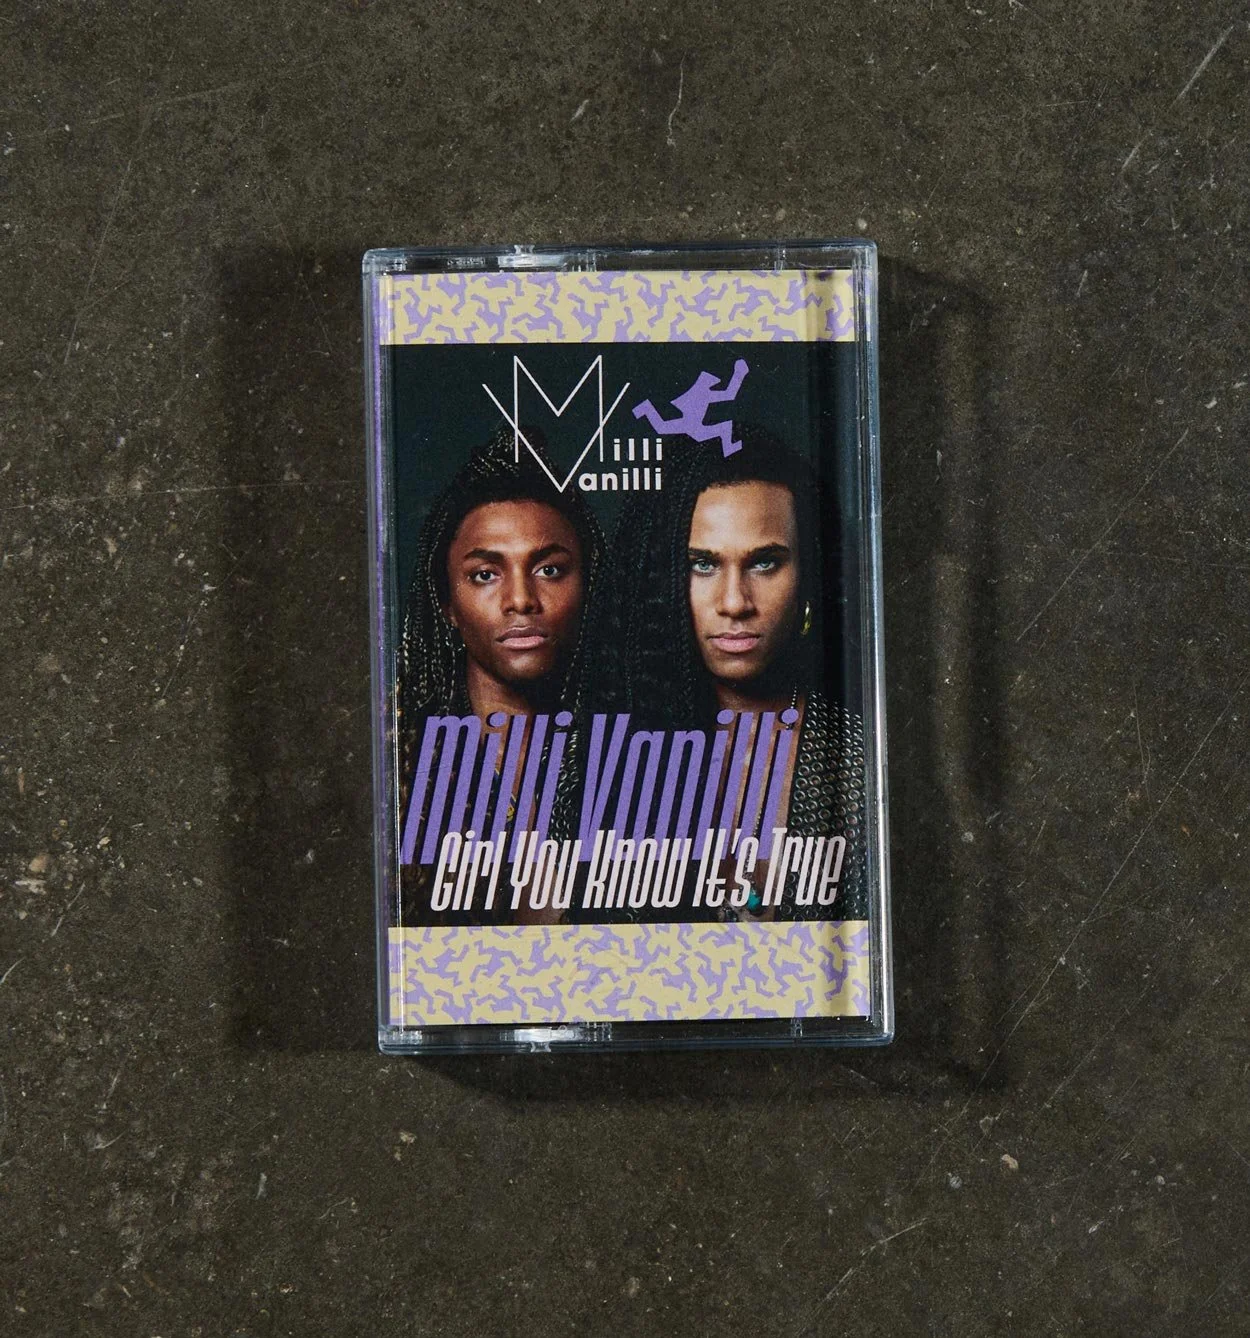 Milli
Vanilli
Milli Vanilli
Girl You Know It's True